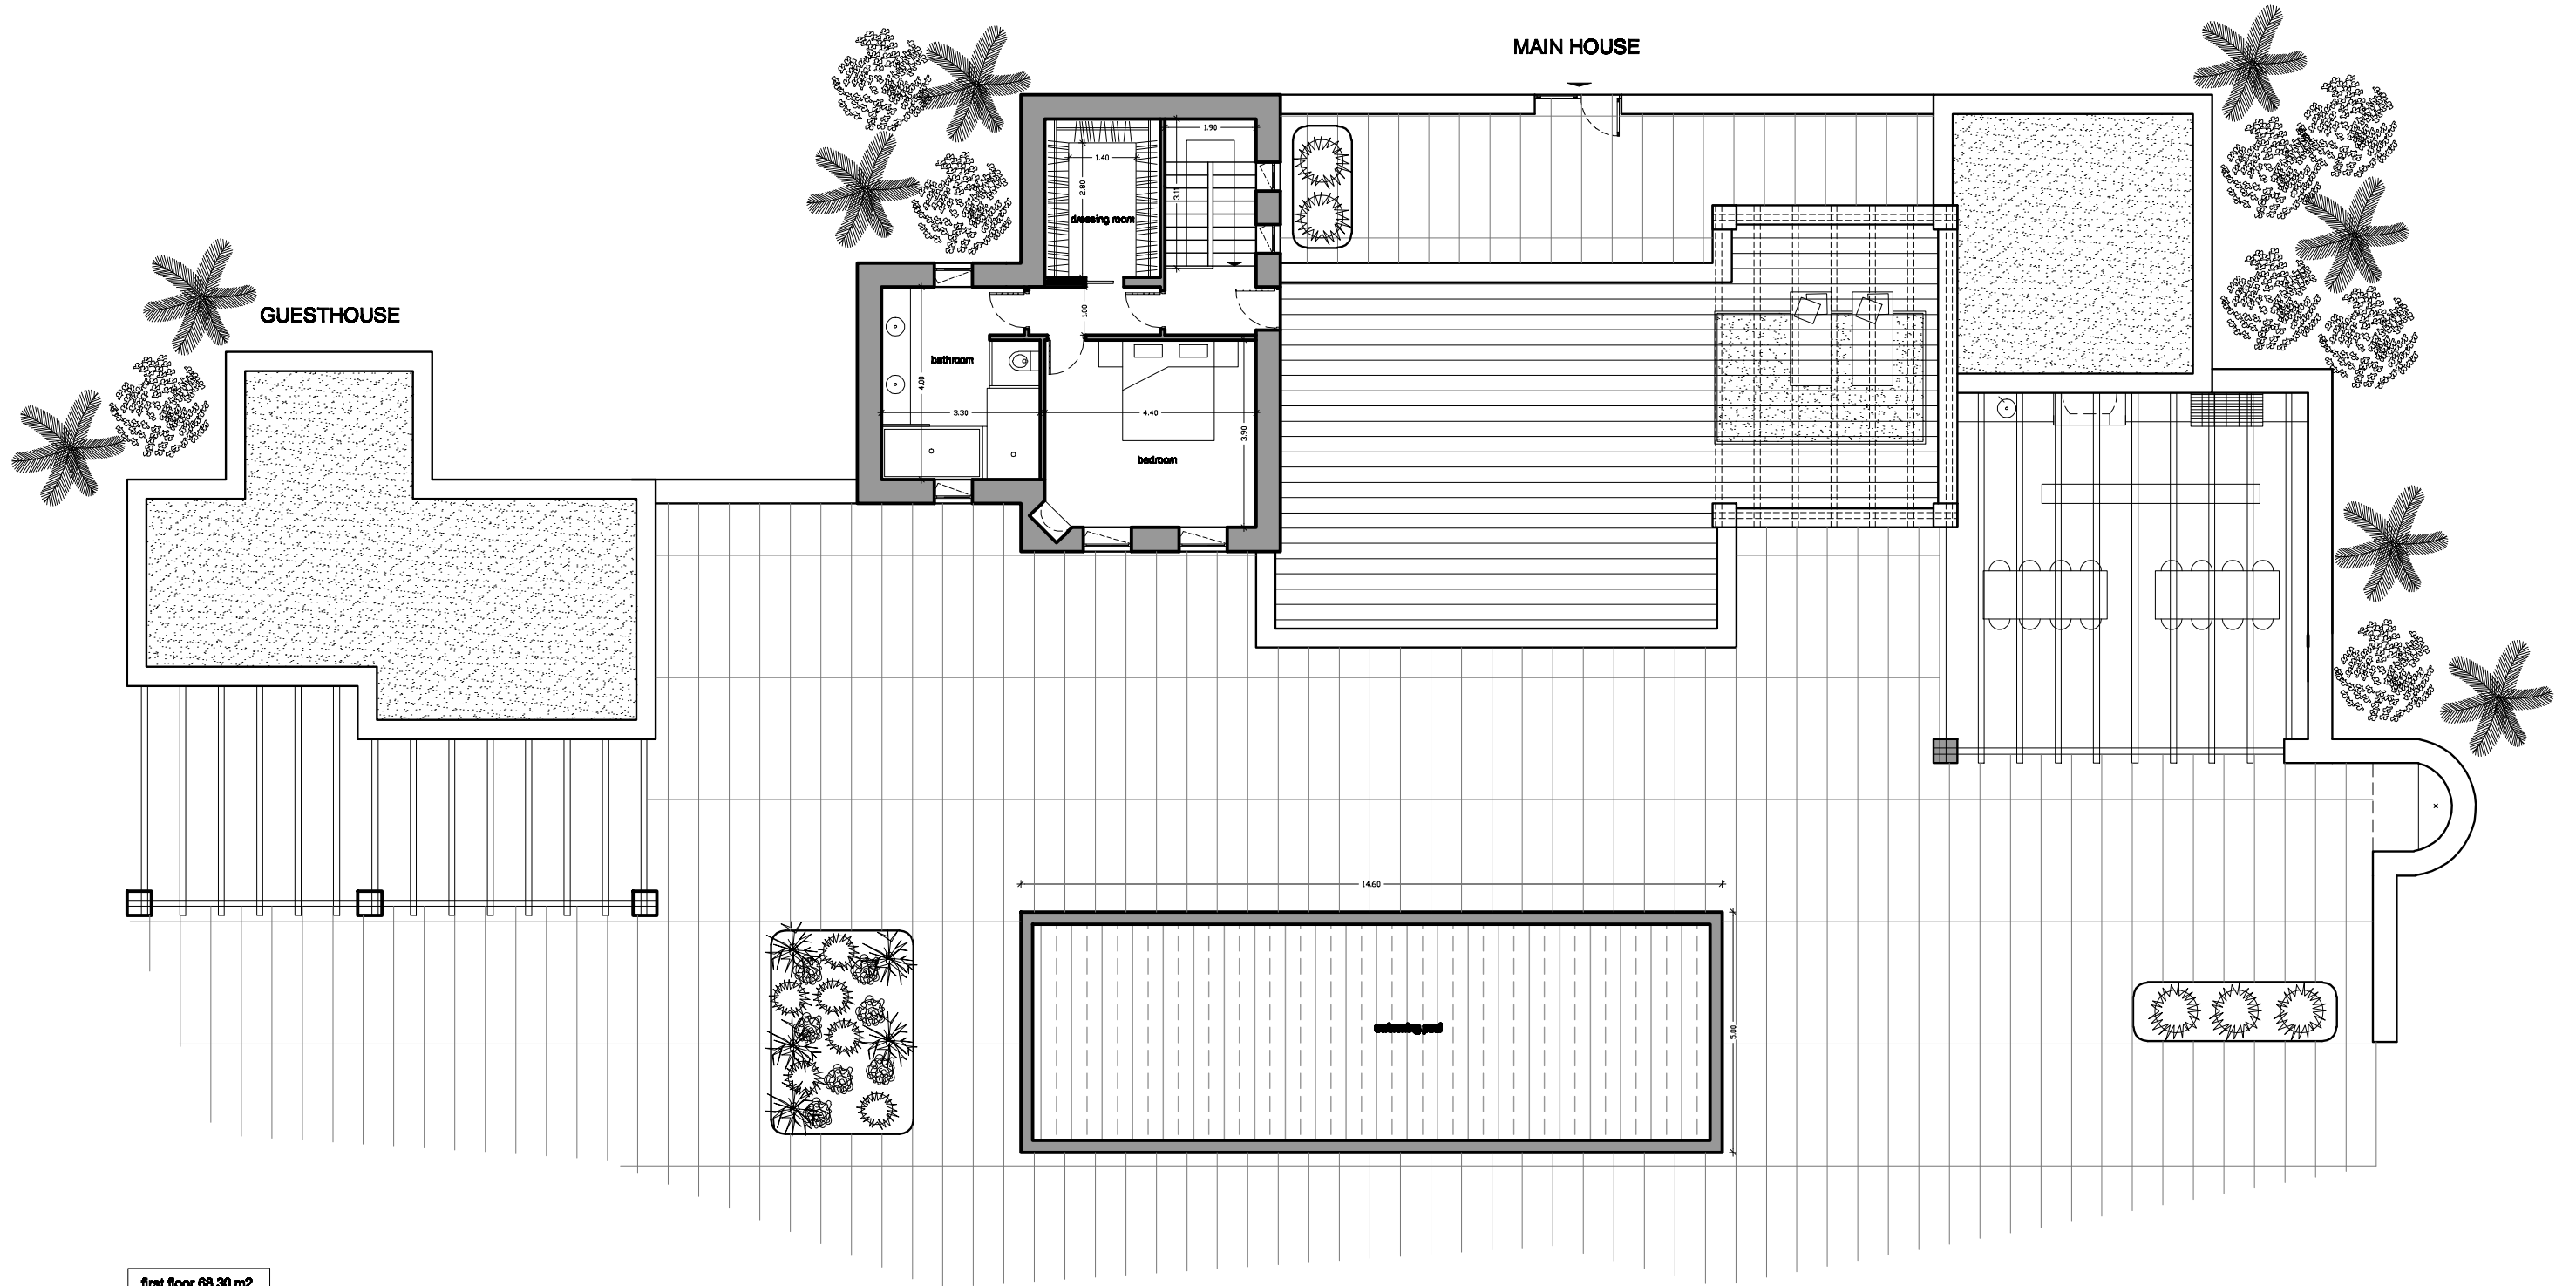 MAIN HOUSE
1.90
1.40
2.80
3.11
dressing room
GUESTHOUSE
1.00
bathroom
4.00
3.30
4.40
3.90
bedroom
14.60
swimming pool
5.00
first floor 68.30 m2